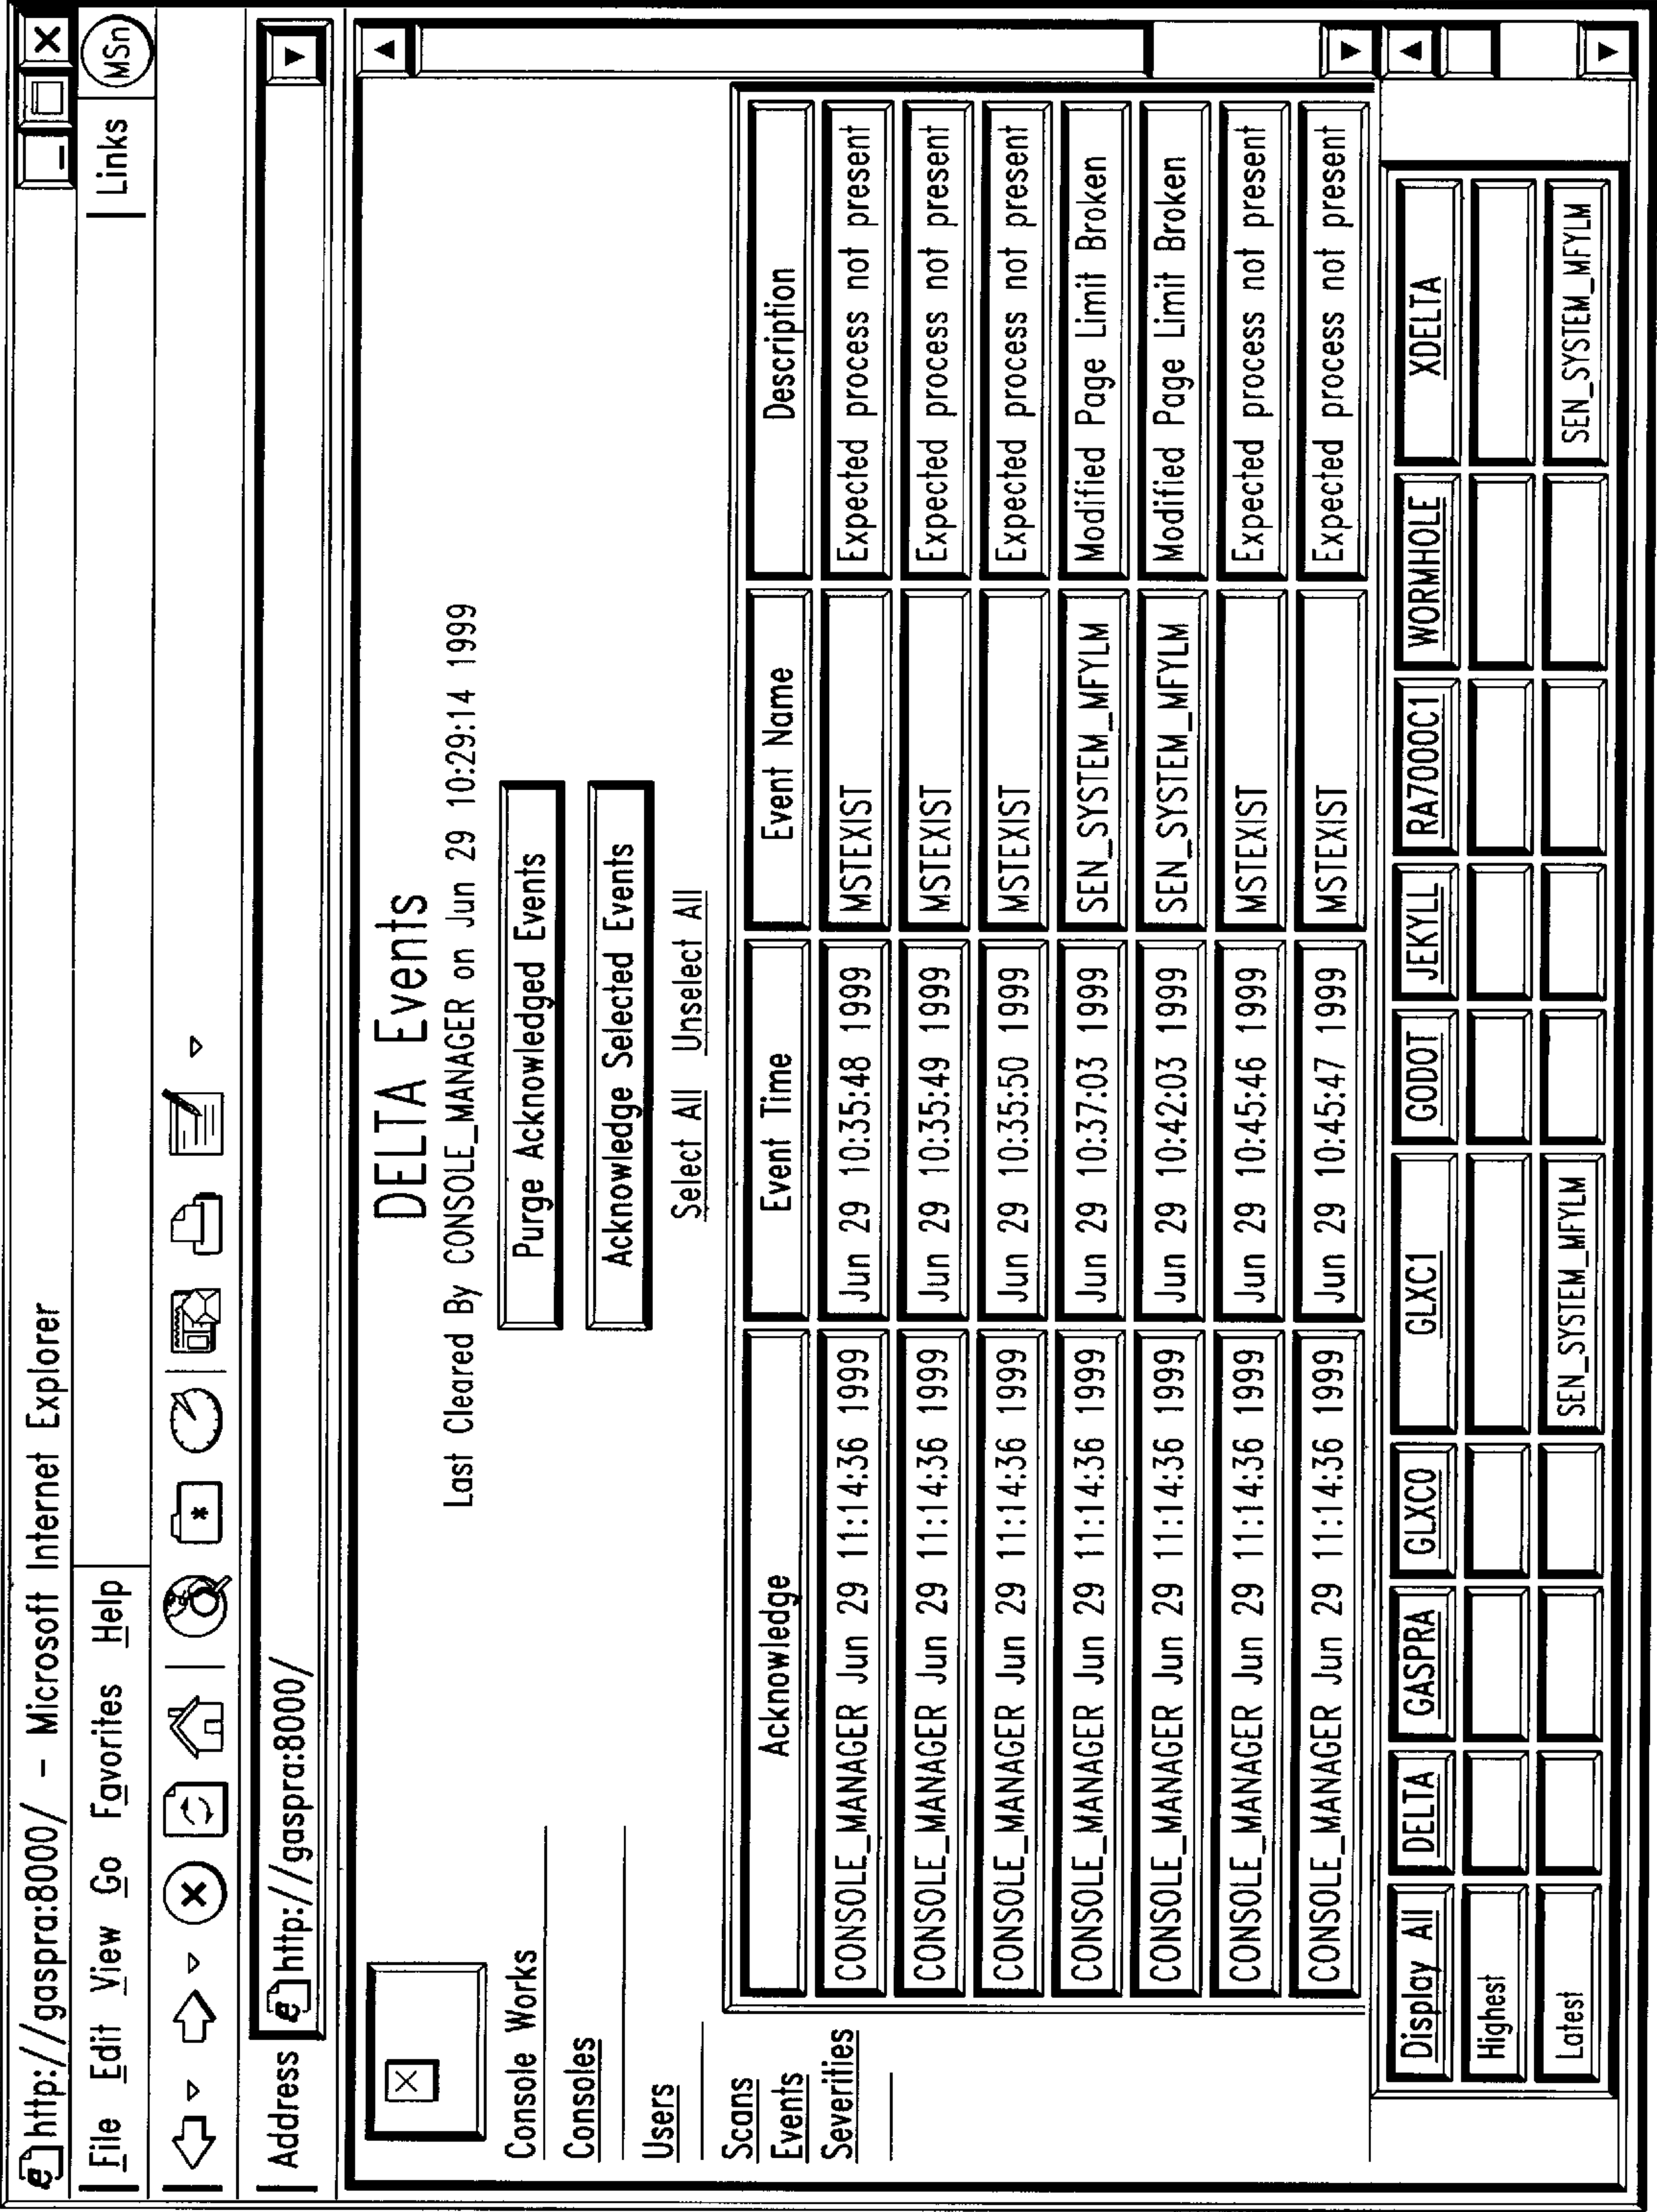 http://gaspra:8000/ - Microsoft Internet Explorer
File Edit View Go Favorites Help Links MSn
Address http://gaspra:8000/
DELTA Events
Last Cleared By CONSOLE_MANAGER on Jun 29 10:29:14 1999
Purge Acknowledged Events
Acknowledge Selected Events
Select All Unselect All
Console Works
Consoles
Users
Scans
Events
Severities
Acknowledge Event Time Event Name Description
CONSOLE_MANAGER Jun 29 11:14:36 1999 Jun 29 10:35:48 1999 MSTEXIST Expected process not present
CONSOLE_MANAGER Jun 29 11:14:36 1999 Jun 29 10:35:49 1999 MSTEXIST Expected process not present
CONSOLE_MANAGER Jun 29 11:14:36 1999 Jun 29 10:35:50 1999 MSTEXIST Expected process not present
CONSOLE_MANAGER Jun 29 11:14:36 1999 Jun 29 10:37:03 1999 SEN_SYSTEM_MFYLM Modified Page Limit Broken
CONSOLE_MANAGER Jun 29 11:14:36 1999 Jun 29 10:42:03 1999 SEN_SYSTEM_MFYLM Modified Page Limit Broken
CONSOLE_MANAGER Jun 29 11:14:36 1999 Jun 29 10:45:46 1999 MSTEXIST Expected process not present
CONSOLE_MANAGER Jun 29 11:14:36 1999 Jun 29 10:45:47 1999 MSTEXIST Expected process not present
Display All DELTA GASPRA GLXC0 GLXC1 GODOT JEKYLL RA7000C1 WORMHOLE XDELTA
Highest
Latest SEN_SYSTEM_MFYLM SEN_SYSTEM_MFYLM